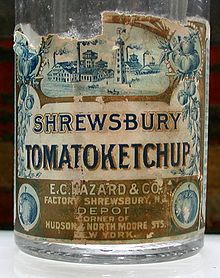 SHREWSBURY
TOMATOKETCHUP
E.C. HAZARD & CO.
FACTORY SHREWSBURY, N.J.
DEPOT
CORNER OF
HUDSON & NORTH MOORE STS.
NEW YORK.